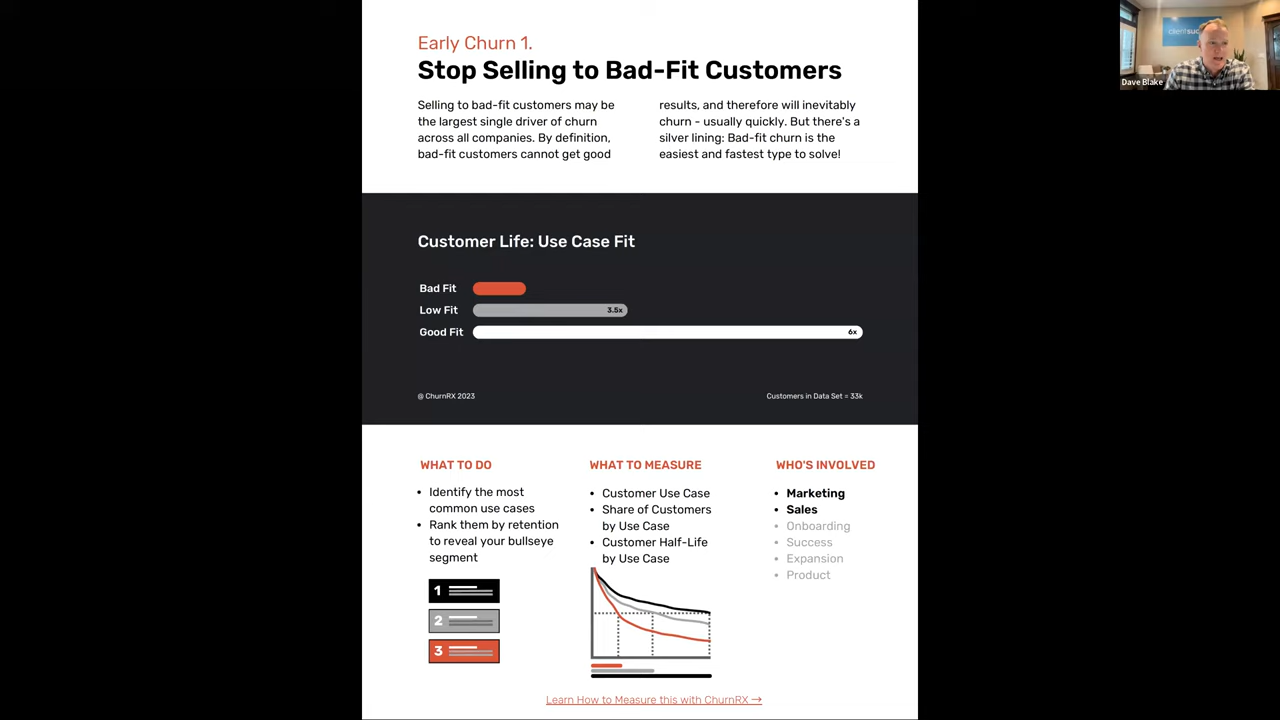 Early Churn 1.
Stop Selling to Bad-Fit Customers
Selling to bad-fit customers may be
the largest single driver of churn
across all companies. By definition,
bad-fit customers cannot get good
results, and therefore will inevitably
churn - usually quickly. But there's a
silver lining: Bad-fit churn is the
easiest and fastest type to solve!
Customer Life: Use Case Fit
Bad Fit
Low Fit
3.5x
Good Fit
6x
@ ChurnRX 2023
Customers in Data Set = 33k
WHAT TO DO
• Identify the most
common use cases
• Rank them by retention
to reveal your bullseye
segment
1
2
3
WHAT TO MEASURE
• Customer Use Case
• Share of Customers
by Use Case
• Customer Half-Life
by Use Case
WHO'S INVOLVED
• Marketing
• Sales
• Onboarding
• Success
• Expansion
• Product
Learn How to Measure this with ChurnRX →
Dave Blake